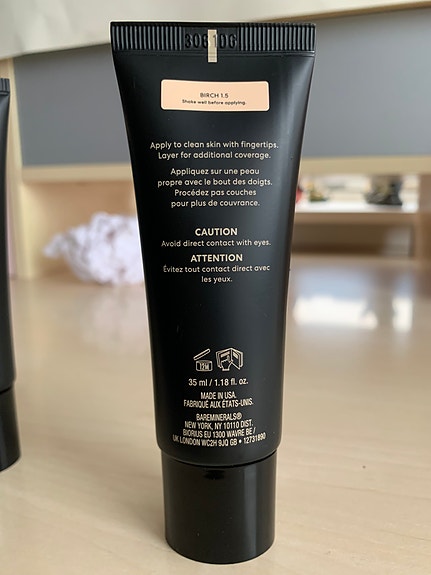 BIRCH 1.5
Shake well before applying.
Apply to clean skin with fingertips.
Layer for additional coverage.
Appliquez sur une peau
propre avec le bout des doigts.
Procédez pas couches
pour plus de couvrance.
CAUTION
Avoid direct contact with eyes.
ATTENTION
Évitez tout contact direct avec
les yeux.
12M
35 ml / 1.18 fl. oz.
MADE IN USA.
FABRIQUÉ AUX ÉTATS-UNIS.
BAREMINERALS®
NEW YORK, NY 10110 DIST.
BIORIUS EU 1300 WAVRE BE /
UK LONDON WC2H 9JQ GB • 12731890